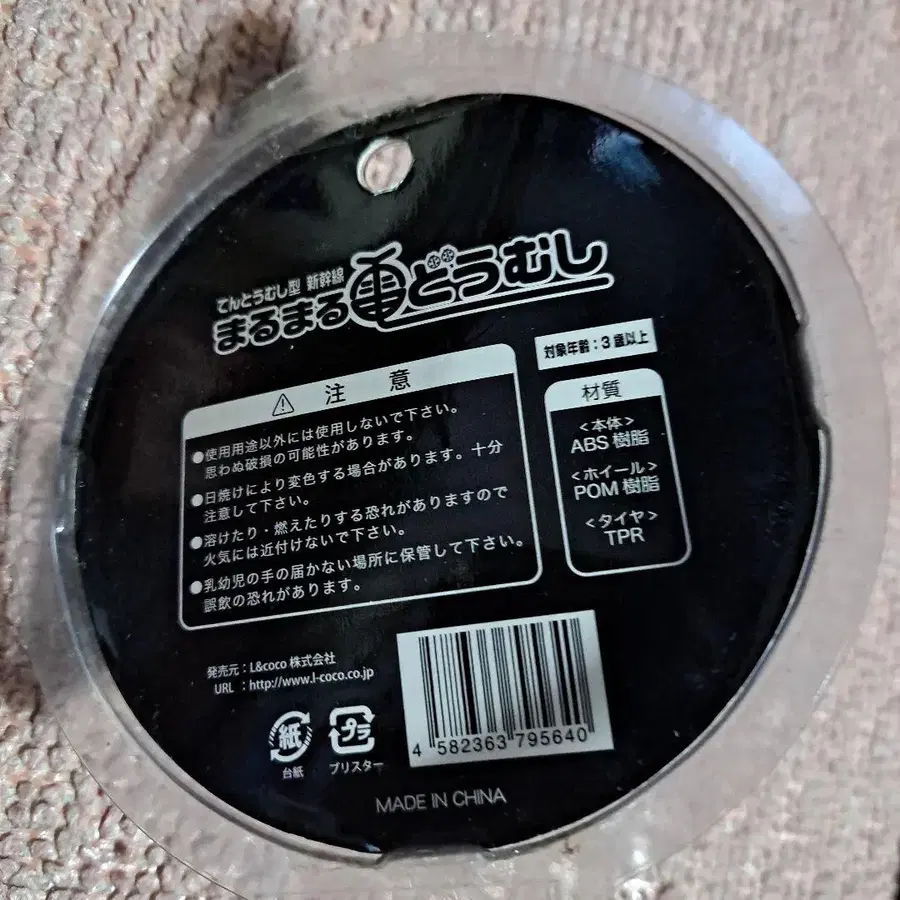 てんとうむし型 新幹線
まるまる電どうむし
対象年齢：3歳以上
⚠ 注 意
●使用用途以外には使用しないで下さい。
思わぬ破損の可能性があります。
●日焼けにより変色する場合があります。十分
注意して下さい。
●溶けたり・燃えたりする恐れがありますので
火気には近付けないで下さい。
●乳幼児の手の届かない場所に保管して下さい。
誤飲の恐れがあります。
材質
<本体>
ABS 樹脂
<ホイール>
POM 樹脂
<タイヤ>
TPR
発売元：L&coco 株式会社
URL ：http://www.l-coco.co.jp
紙
台紙
プラ
ブリスター
4 582363 795640
MADE IN CHINA